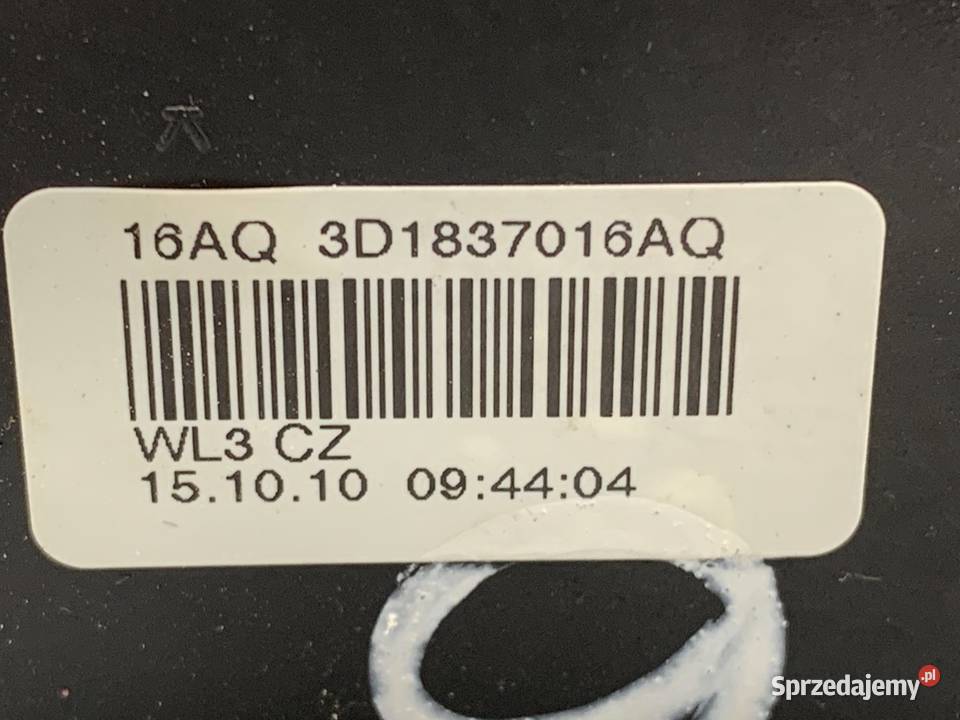 16AQ 3D1837016AQ
WL3 CZ
15.10.10 09:44:04
Sprzedajemy.pl